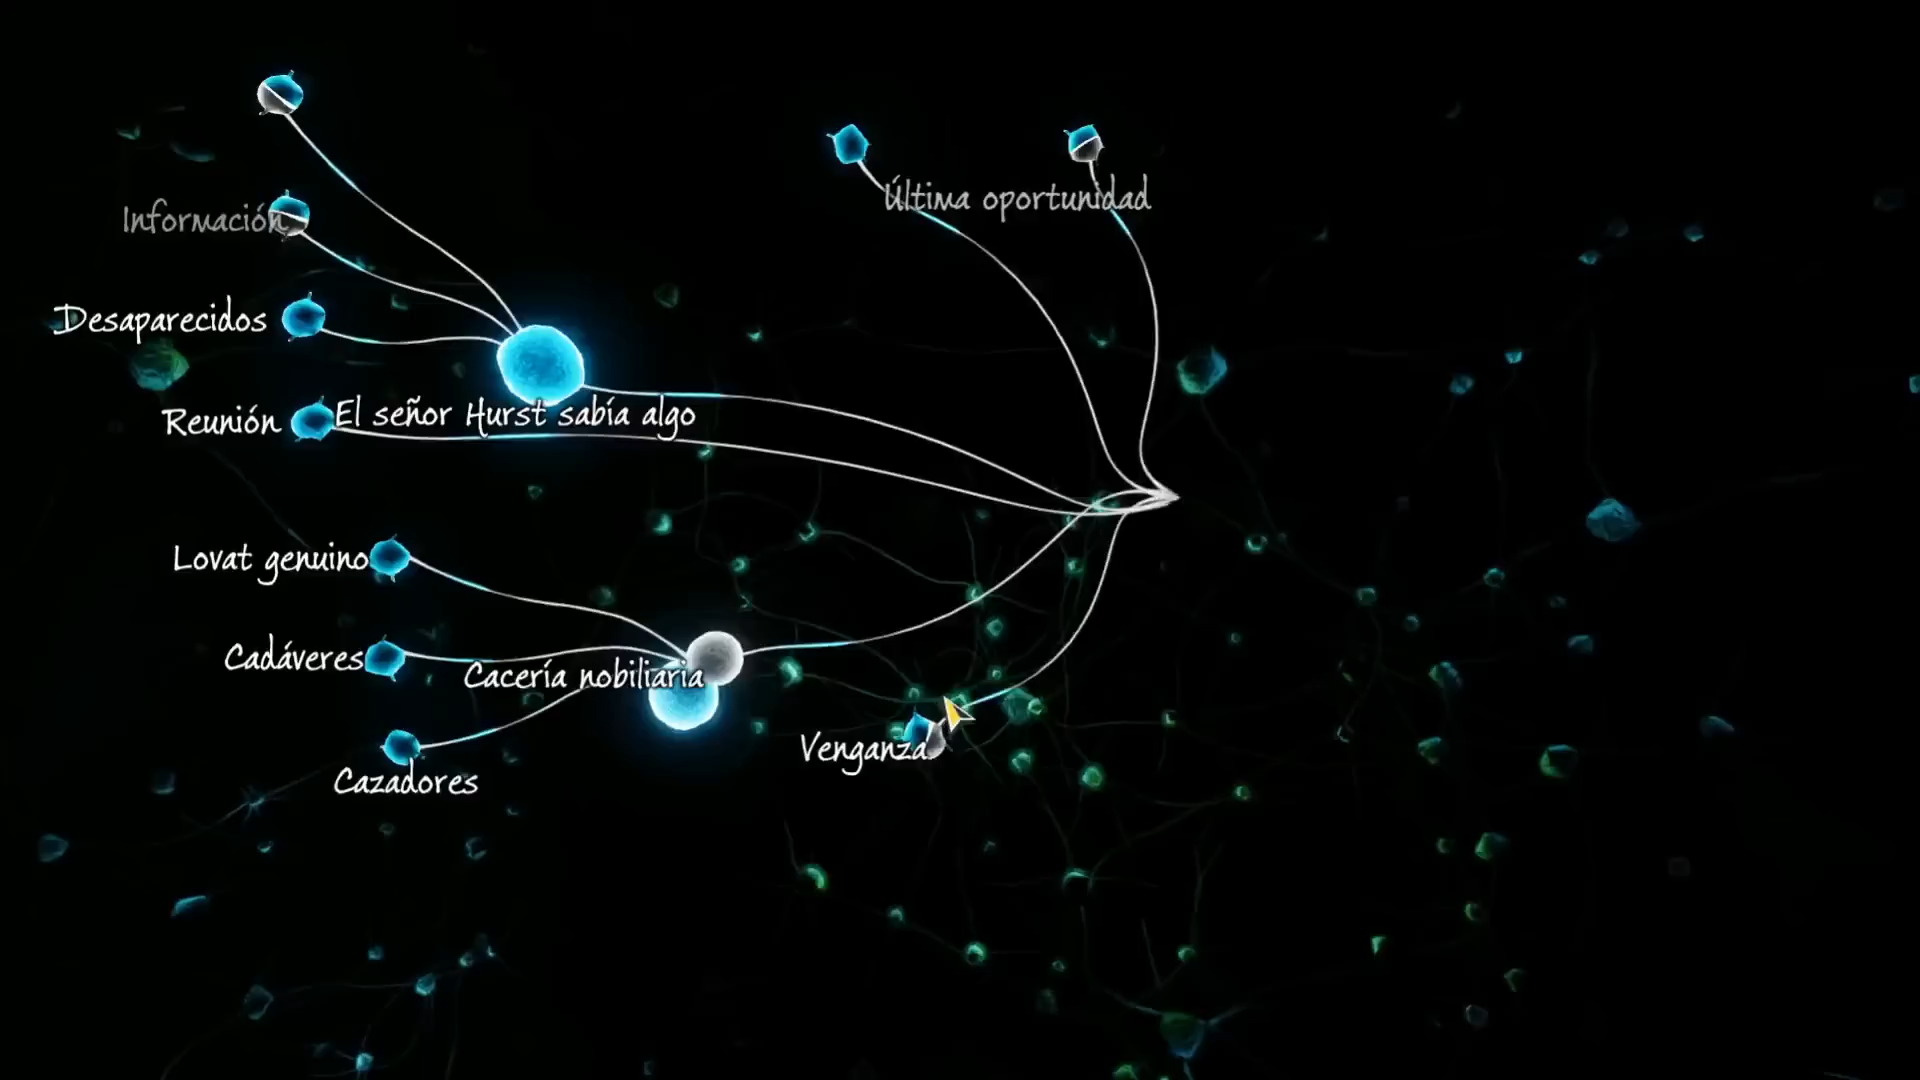 Última oportunidad
Información
Desaparecidos
El señor Hurst sabía algo
Reunión
Lovat genuino
Cadáveres
Cacería nobiliaria
Venganza
Cazadores